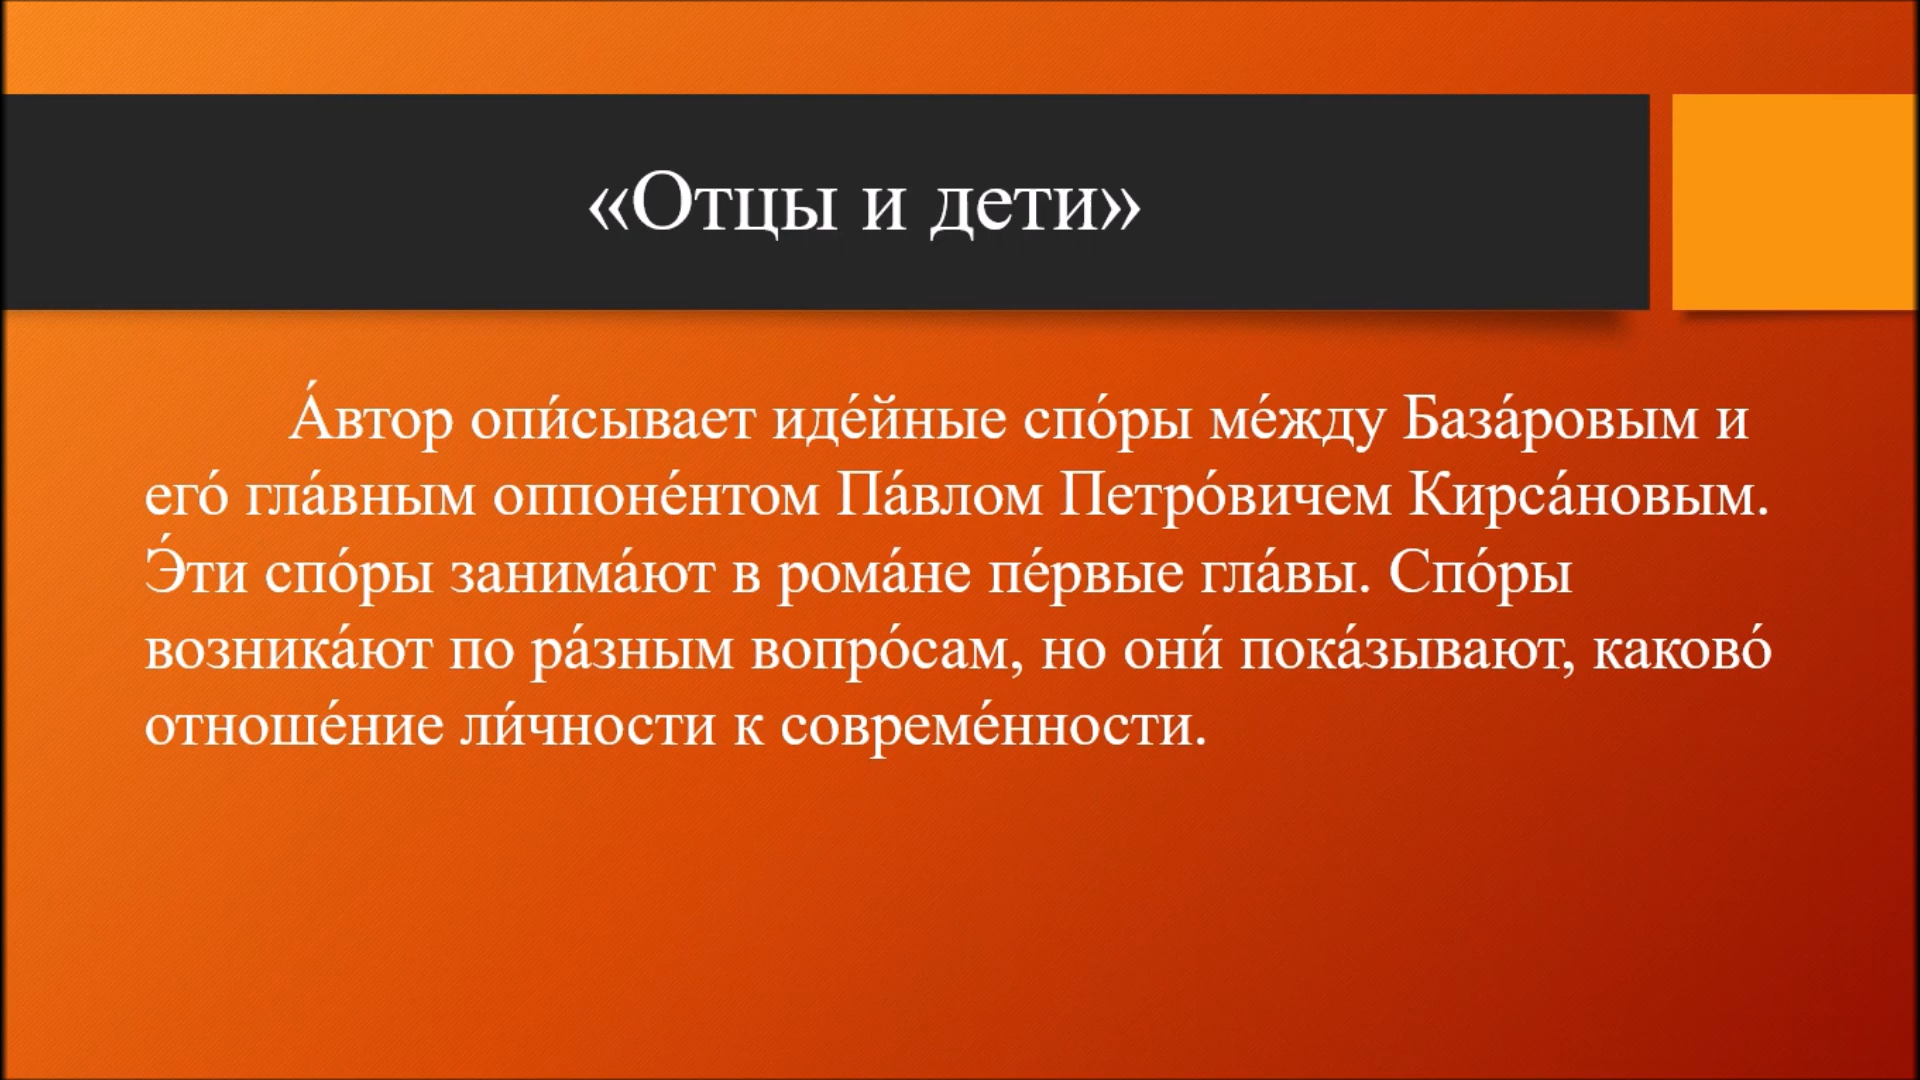 «Отцы и дети»
А́втор опи́сывает иде́йные спо́ры ме́жду База́ровым и
его́ гла́вным оппоне́нтом Па́влом Петро́вичем Кирса́новым.
Э́ти спо́ры занима́ют в рома́не пе́рвые гла́вы. Спо́ры
возника́ют по ра́зным вопро́сам, но они́ пока́зывают, каково́
отноше́ние ли́чности к совреме́нности.